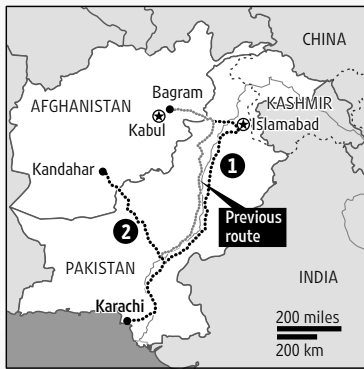 CHINA
Bagram
AFGHANISTAN
KASHMIR
Kabul
Islamabad
Kandahar
1
Previous
route
2
PAKISTAN
INDIA
Karachi
200 miles
200 km